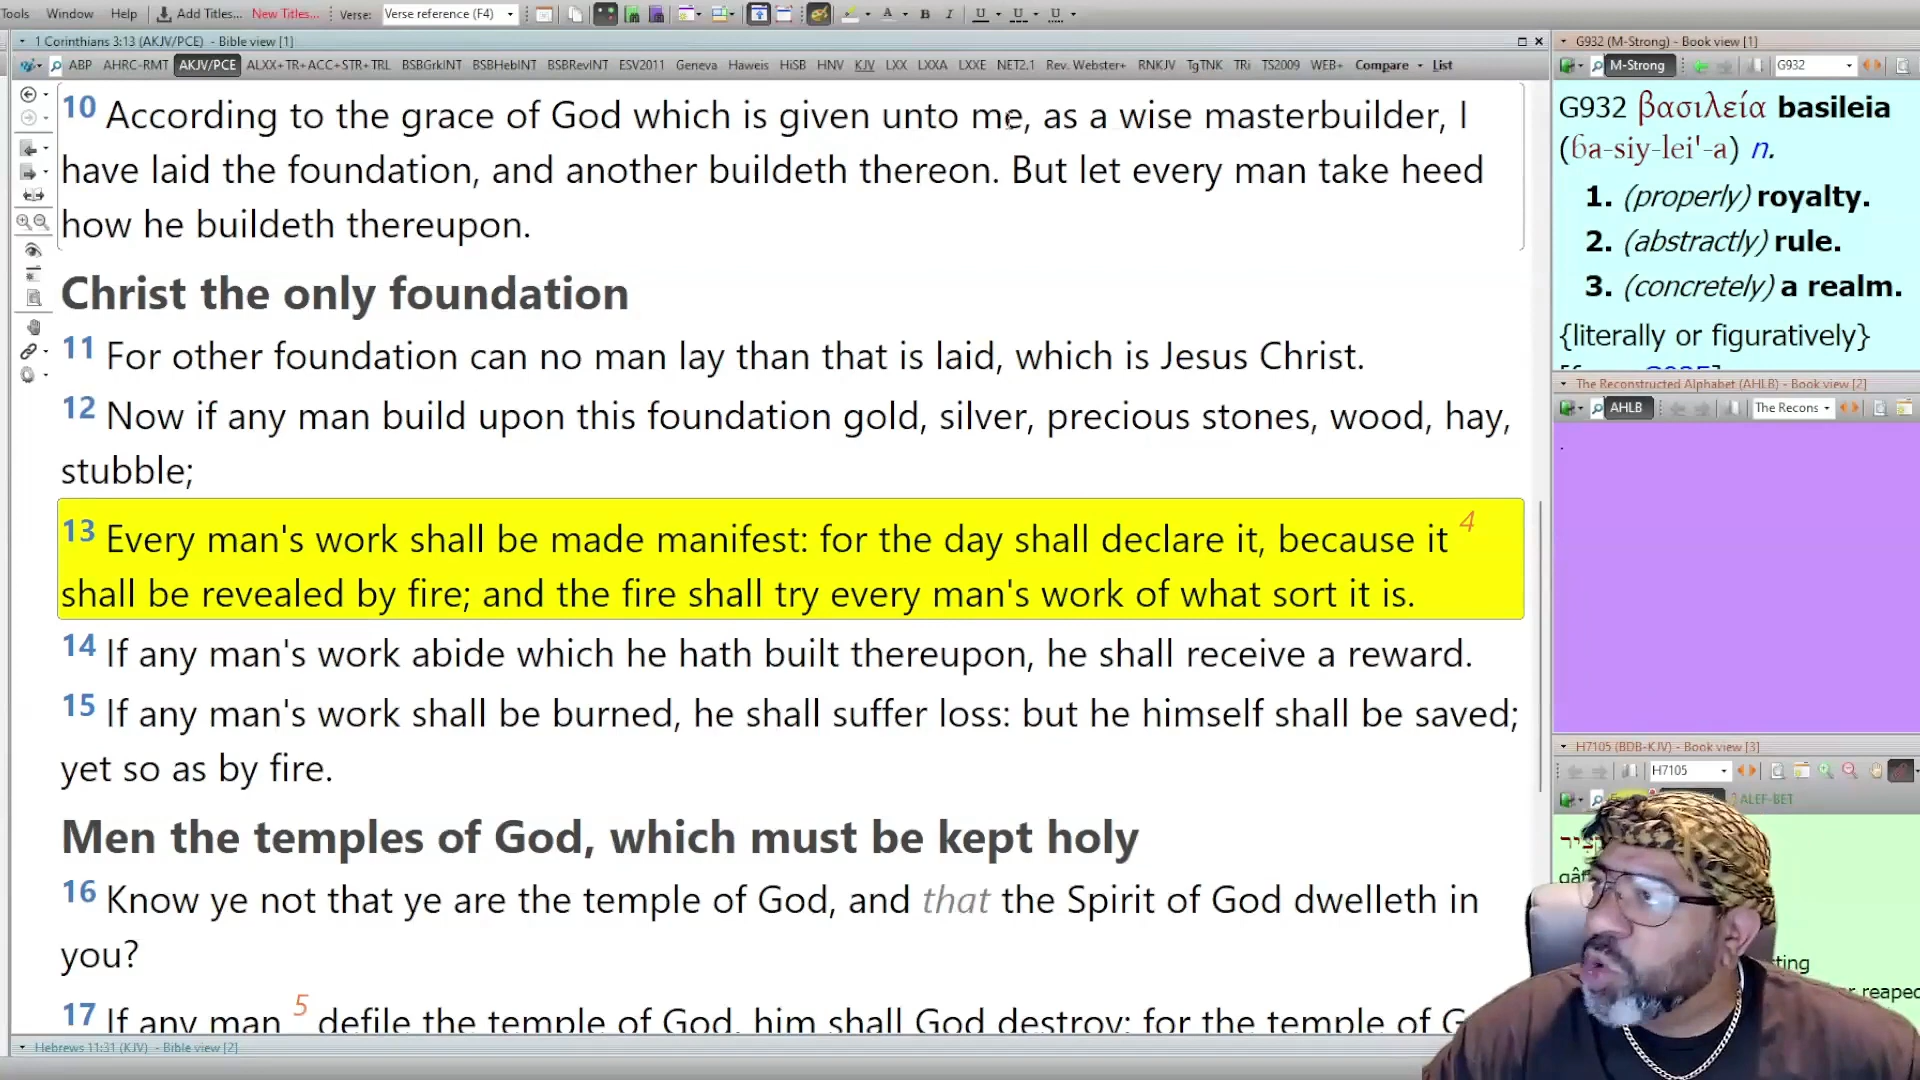 Tools Window Help Add Titles... New Titles... Verse: Verse reference (F4)
1 Corinthians 3:13 (AKJV/PCE) - Bible view [1]
ABP AHRC-RMT AKJV/PCE ALXX+TR+ACC+STR+TRL BSBGrkINT BSBHebINT BSBRevINT ESV2011 Geneva Haweis HiSB HNV KJV LXX LXXA LXXE NET2.1 Rev. Webster+ RNKJV TgTNK TRi TS2009 WEB+ Compare List
10 According to the grace of God which is given unto me, as a wise masterbuilder, I
have laid the foundation, and another buildeth thereon. But let every man take heed
how he buildeth thereupon.
Christ the only foundation
11 For other foundation can no man lay than that is laid, which is Jesus Christ.
12 Now if any man build upon this foundation gold, silver, precious stones, wood, hay,
stubble;
13 Every man's work shall be made manifest: for the day shall declare it, because it 4
shall be revealed by fire; and the fire shall try every man's work of what sort it is.
14 If any man's work abide which he hath built thereupon, he shall receive a reward.
15 If any man's work shall be burned, he shall suffer loss: but he himself shall be saved;
yet so as by fire.
Men the temples of God, which must be kept holy
16 Know ye not that ye are the temple of God, and that the Spirit of God dwelleth in
you?
17 If any man 5 defile the temple of God, him shall God destroy; for the temple of G
Hebrews 11:31 (KJV) - Bible view [2]
G932 (M-Strong) - Book view [1]
M-Strong G932
G932 βασιλεία basileia
(ɓa-siy-lei'-a) n.
1. (properly) royalty.
2. (abstractly) rule.
3. (concretely) a realm.
{literally or figuratively}
The Reconstructed Alphabet (AHLB) - Book view [2]
AHLB The Recons
H7105 (BDB-KJV) - Book view [3]
H7105
ALEF-BET